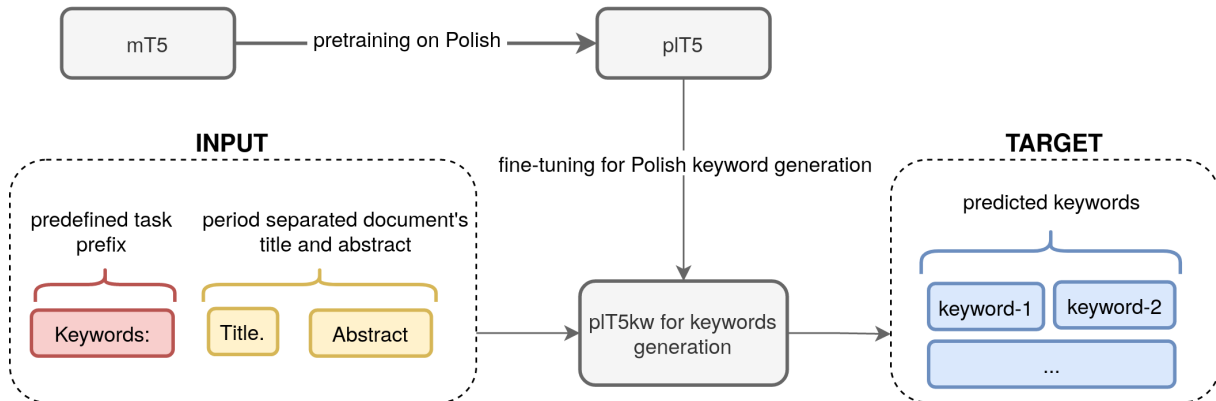 mT5
pretraining on Polish
plT5
INPUT
TARGET
fine-tuning for Polish keyword generation
predefined task
prefix
period separated document's
title and abstract
predicted keywords
Keywords:
Title.
Abstract
plT5kw for keywords
generation
keyword-1
keyword-2
...